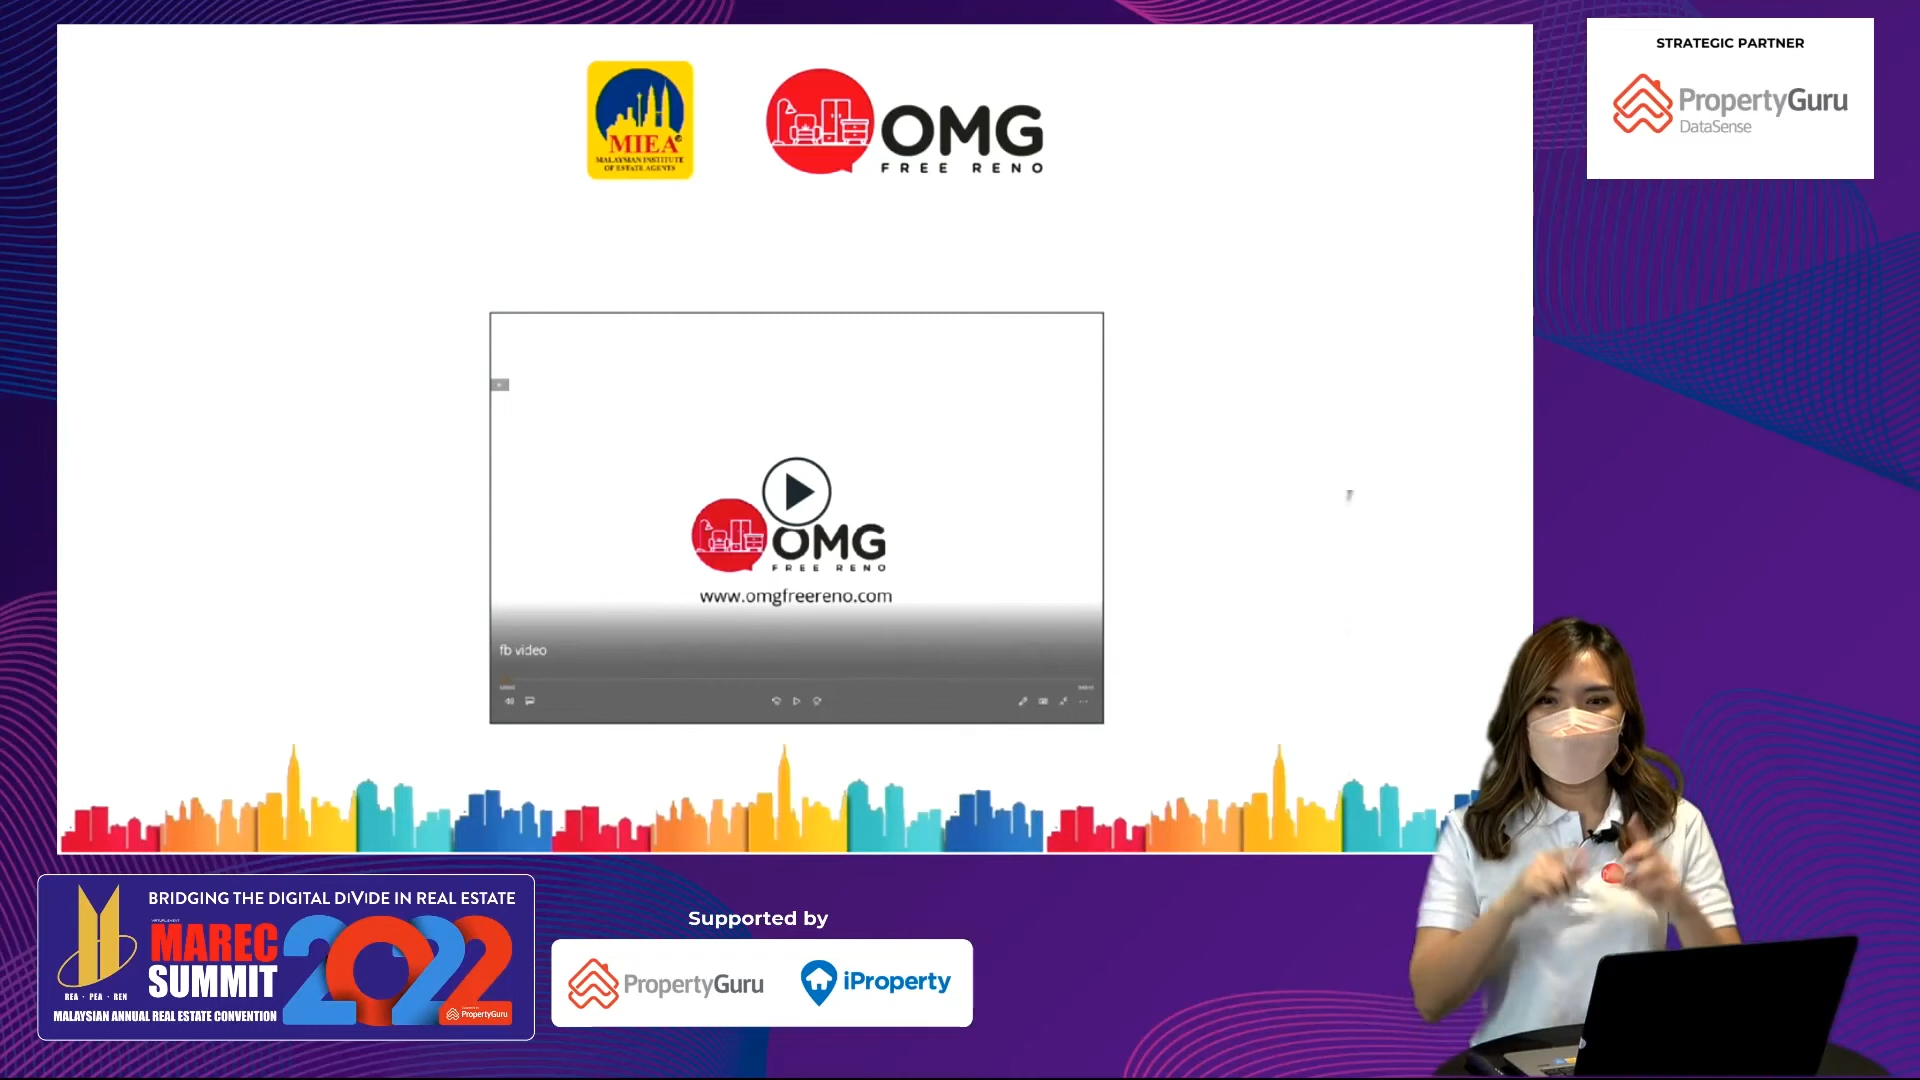 STRATEGIC PARTNER
PropertyGuru
DataSense
MIEA
MALAYSIAN INSTITUTE
OF ESTATE AGENTS
OMG
FREE RENO
OMG
FREE RENO
www.omgfreereno.com
fb video
BRIDGING THE DIGITAL DIVIDE IN REAL ESTATE
MAREC
SUMMIT
2022
REA · PEA · REN
MALAYSIAN ANNUAL REAL ESTATE CONVENTION
PropertyGuru
Supported by
PropertyGuru
iProperty